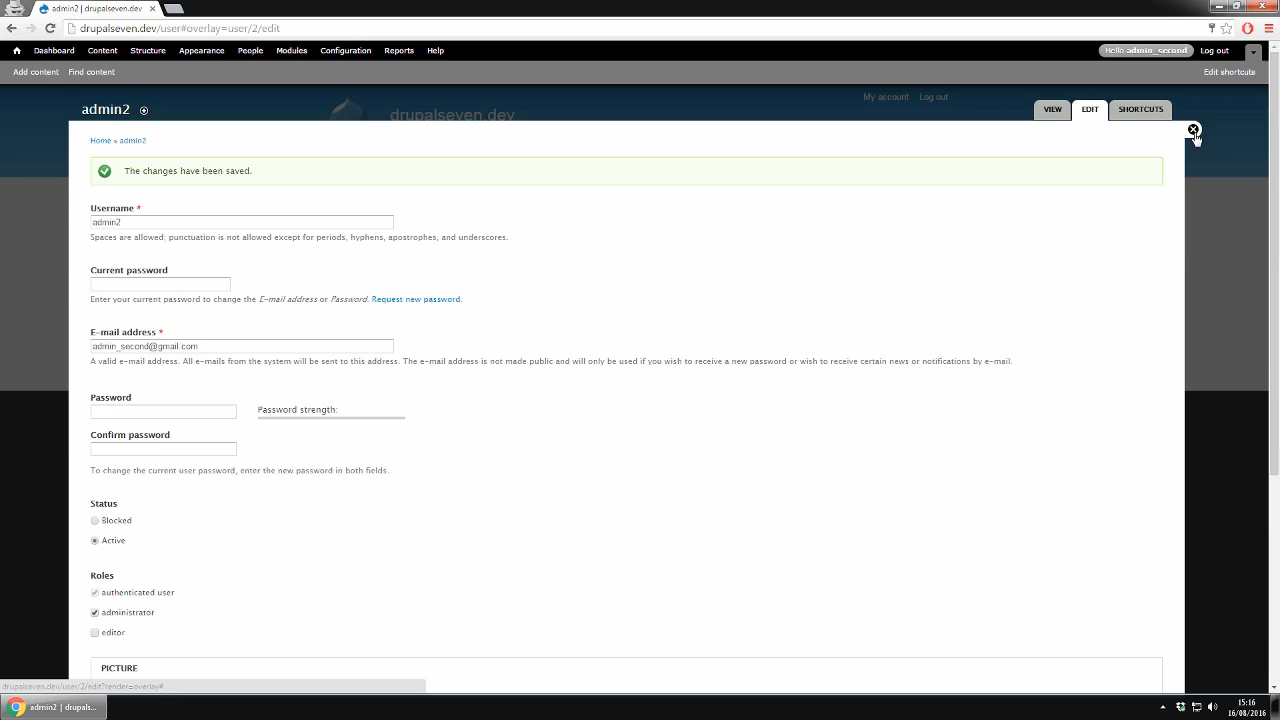 admin2 | drupalseven.dev
drupalseven.dev/user#overlay=user/2/edit
Dashboard Content Structure Appearance People Modules Configuration Reports Help Hello admin_second Log out
Add content Find content Edit shortcuts
My account Log out
admin2 VIEW EDIT SHORTCUTS
drupalseven.dev
Home » admin2
The changes have been saved.
Username *
admin2
Spaces are allowed; punctuation is not allowed except for periods, hyphens, apostrophes, and underscores.
Current password
Enter your current password to change the E-mail address or Password. Request new password.
E-mail address *
admin_second@gmail.com
A valid e-mail address. All e-mails from the system will be sent to this address. The e-mail address is not made public and will only be used if you wish to receive a new password or wish to receive certain news or notifications by e-mail.
Password
Password strength:
Confirm password
To change the current user password, enter the new password in both fields.
Status
Blocked
Active
Roles
authenticated user
administrator
editor
PICTURE
drupalseven.dev/user/2/edit?render=overlay#
admin2 | drupals...
15:16
16/08/2016